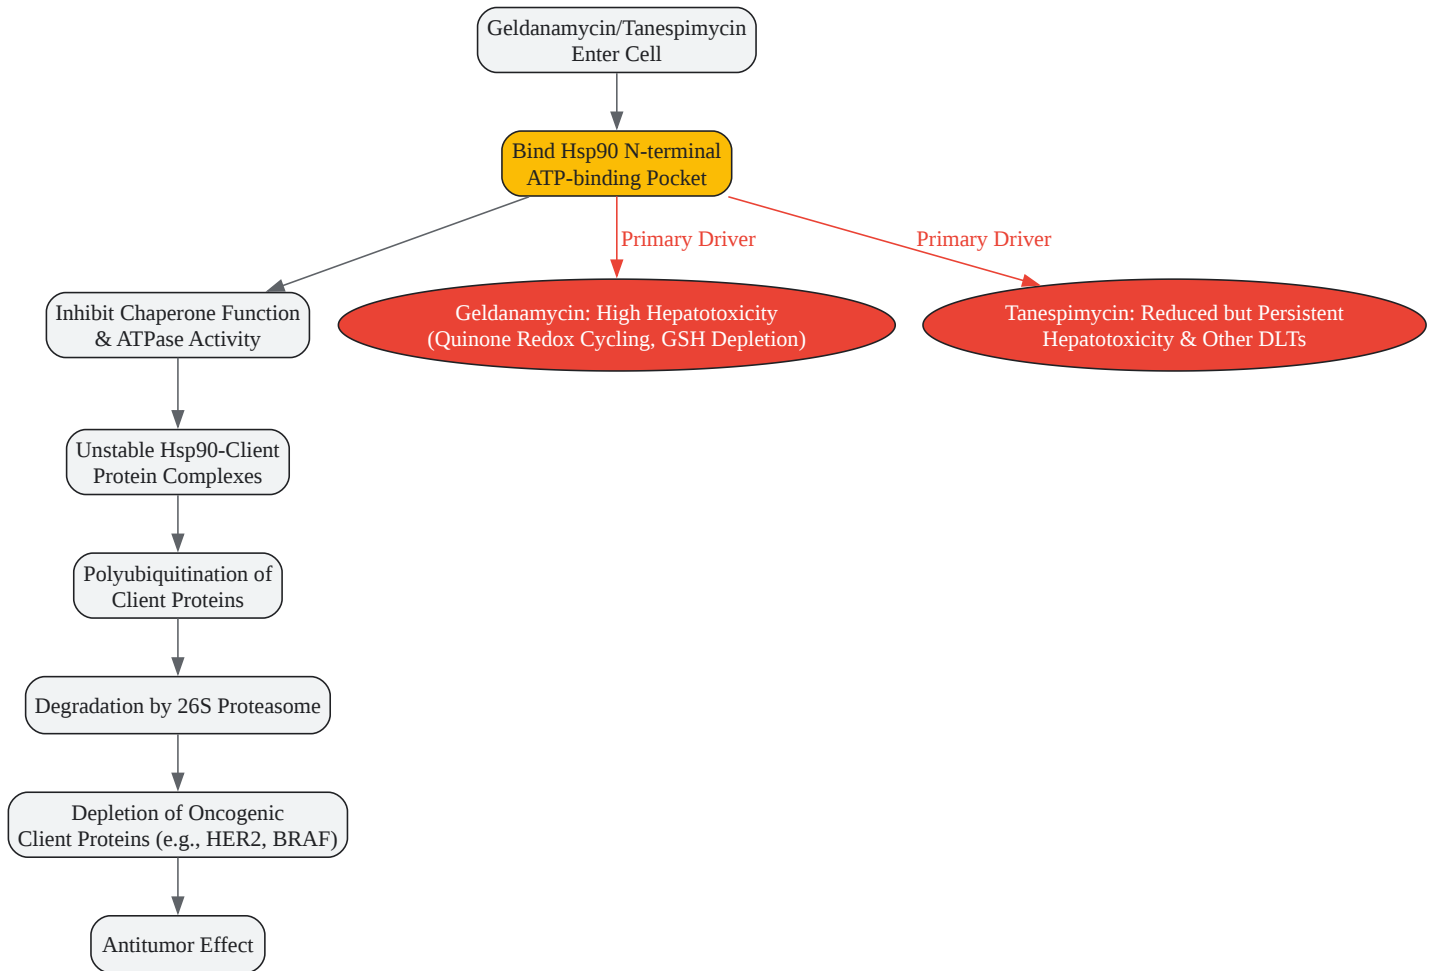 Geldanamycin/Tanespimycin
Enter Cell
Bind Hsp90 N-terminal
ATP-binding Pocket
Primary Driver
Primary Driver
Inhibit Chaperone Function
& ATPase Activity
Geldanamycin: High Hepatotoxicity
(Quinone Redox Cycling, GSH Depletion)
Tanespimycin: Reduced but Persistent
Hepatotoxicity & Other DLTs
Unstable Hsp90-Client
Protein Complexes
Polyubiquitination of
Client Proteins
Degradation by 26S Proteasome
Depletion of Oncogenic
Client Proteins (e.g., HER2, BRAF)
Antitumor Effect